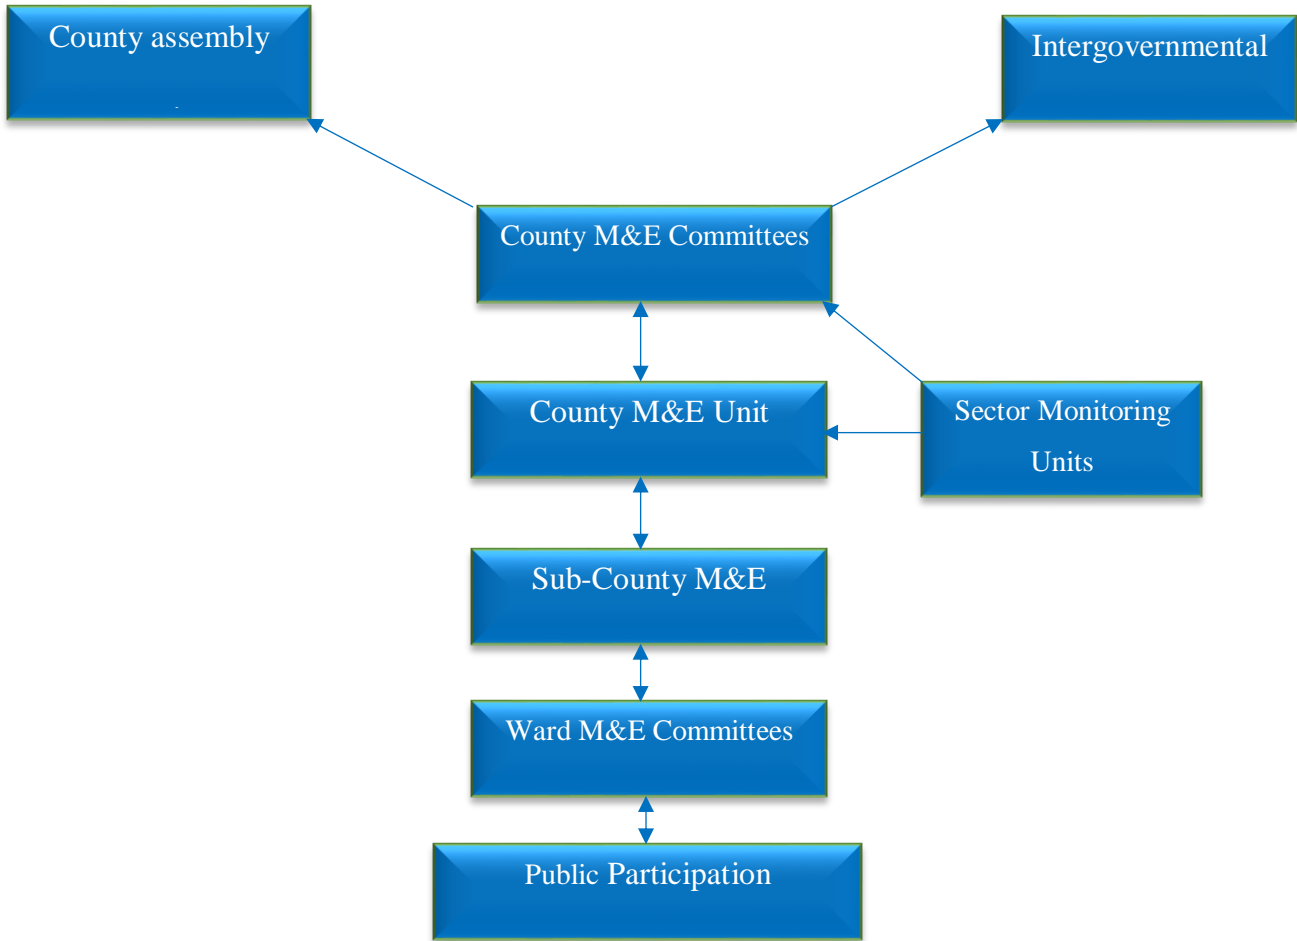 County assembly
Intergovernmental
County M&E Committees
County M&E Unit
Sector Monitoring
Units
Sub-County M&E
Ward M&E Committees
Public Participation